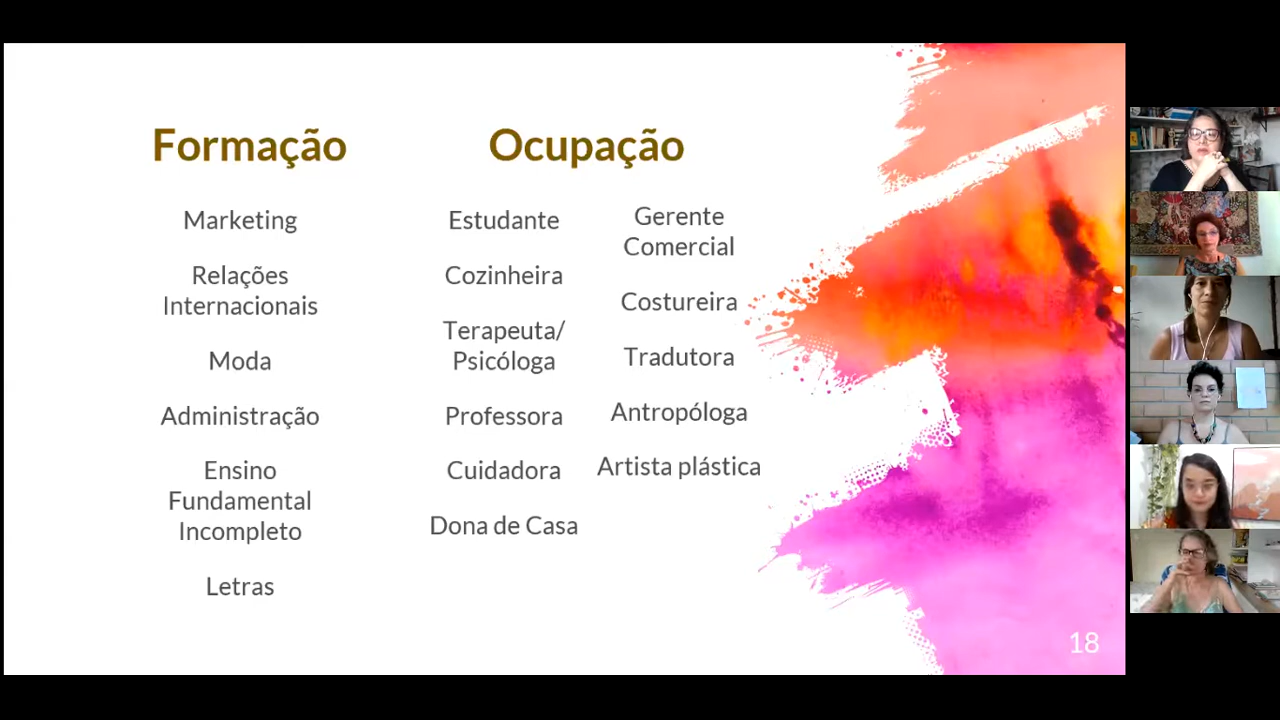 Formação
Marketing
Relações
Internacionais
Moda
Administração
Ensino
Fundamental
Incompleto
Letras
Ocupação
Estudante
Cozinheira
Terapeuta/
Psicóloga
Professora
Cuidadora
Dona de Casa
Gerente
Comercial
Costureira
Tradutora
Antropóloga
Artista plástica
18